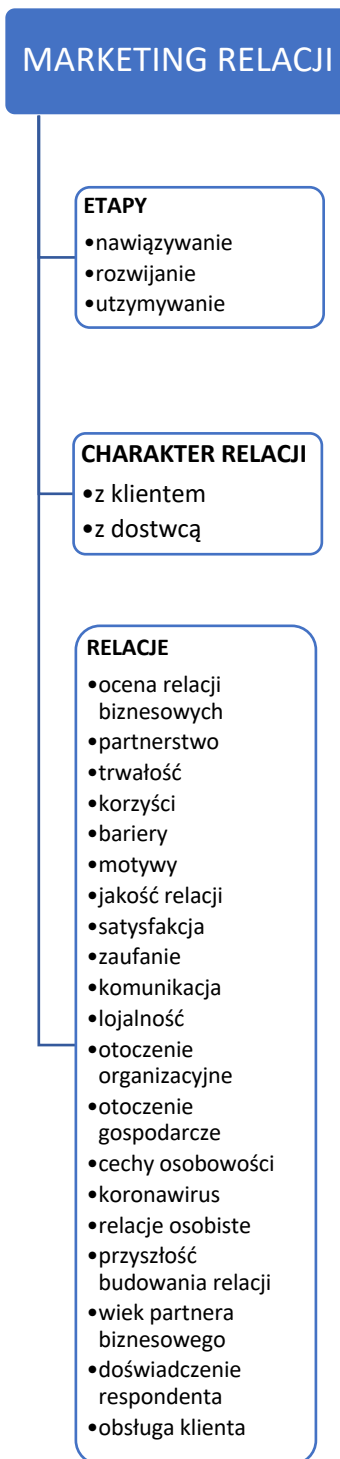 MARKETING RELACJI
ETAPY
•nawiązywanie
•rozwijanie
•utzymywanie
CHARAKTER RELACJI
•z klientem
•z dostwcą
RELACJE
•ocena relacji
biznesowych
•partnerstwo
•trwałość
•korzyści
•bariery
•motywy
•jakość relacji
•satysfakcja
•zaufanie
•komunikacja
•lojalność
•otoczenie
organizacyjne
•otoczenie
gospodarcze
•cechy osobowości
•koronawirus
•relacje osobiste
•przyszłość
budowania relacji
•wiek partnera
biznesowego
•doświadczenie
respondenta
•obsługa klienta